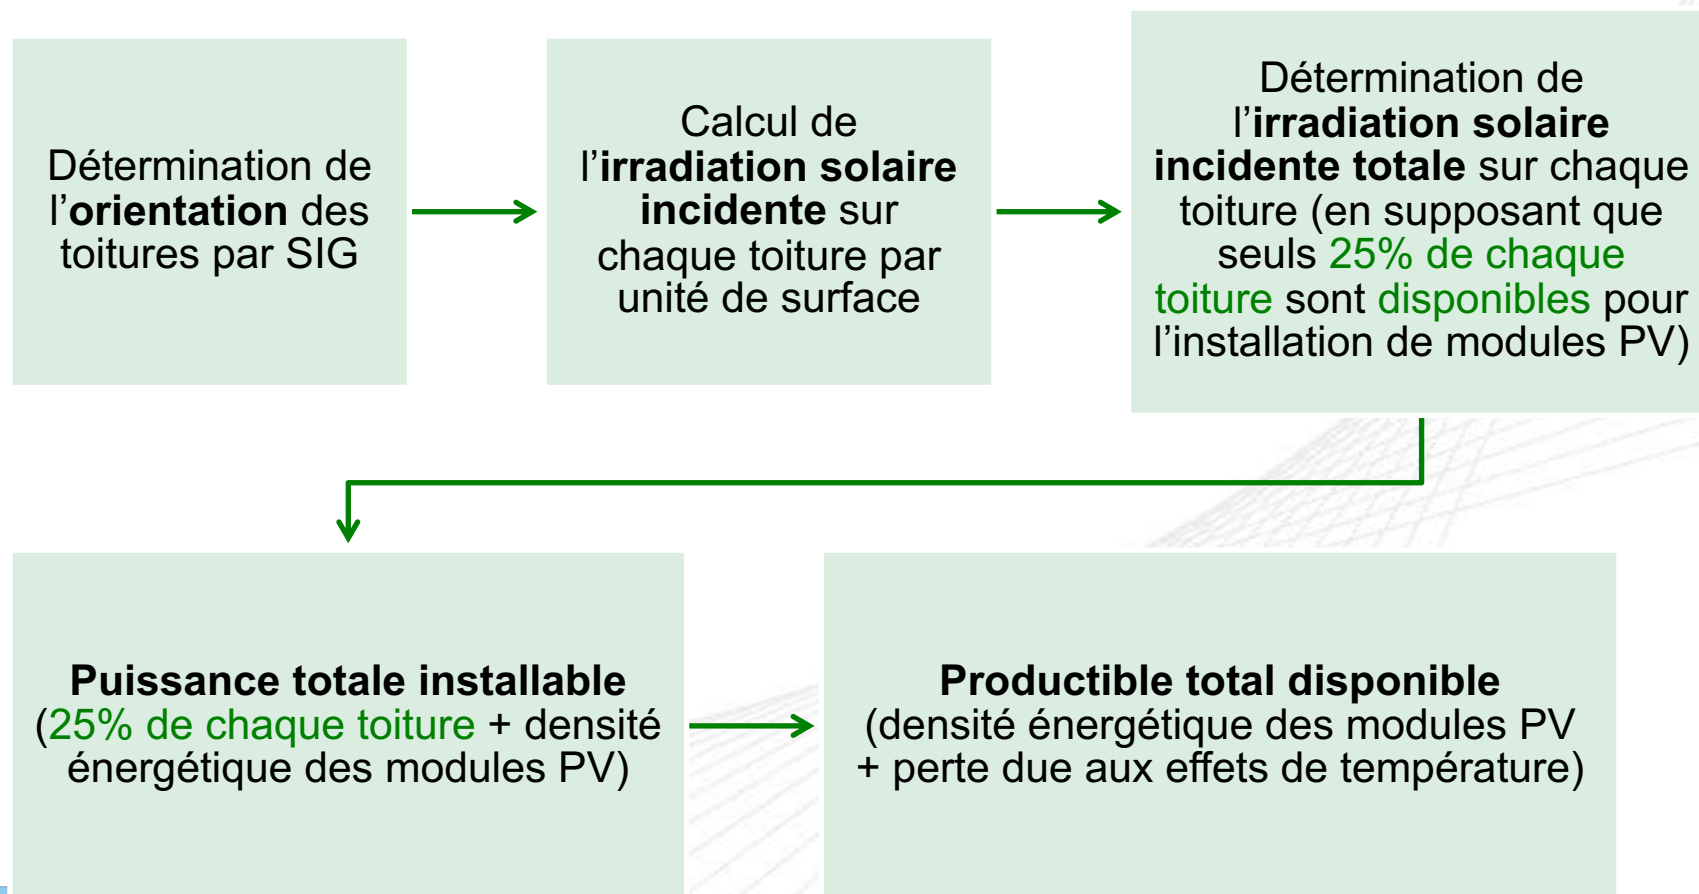 Détermination de
l’orientation des
toitures par SIG
Calcul de
l’irradiation solaire
incidente sur
chaque toiture par
unité de surface
Détermination de
l’irradiation solaire
incidente totale sur chaque
toiture (en supposant que
seuls 25% de chaque
toiture sont disponibles pour
l’installation de modules PV)
Puissance totale installable
(25% de chaque toiture + densité
énergétique des modules PV)
Productible total disponible
(densité énergétique des modules PV
+ perte due aux effets de température)